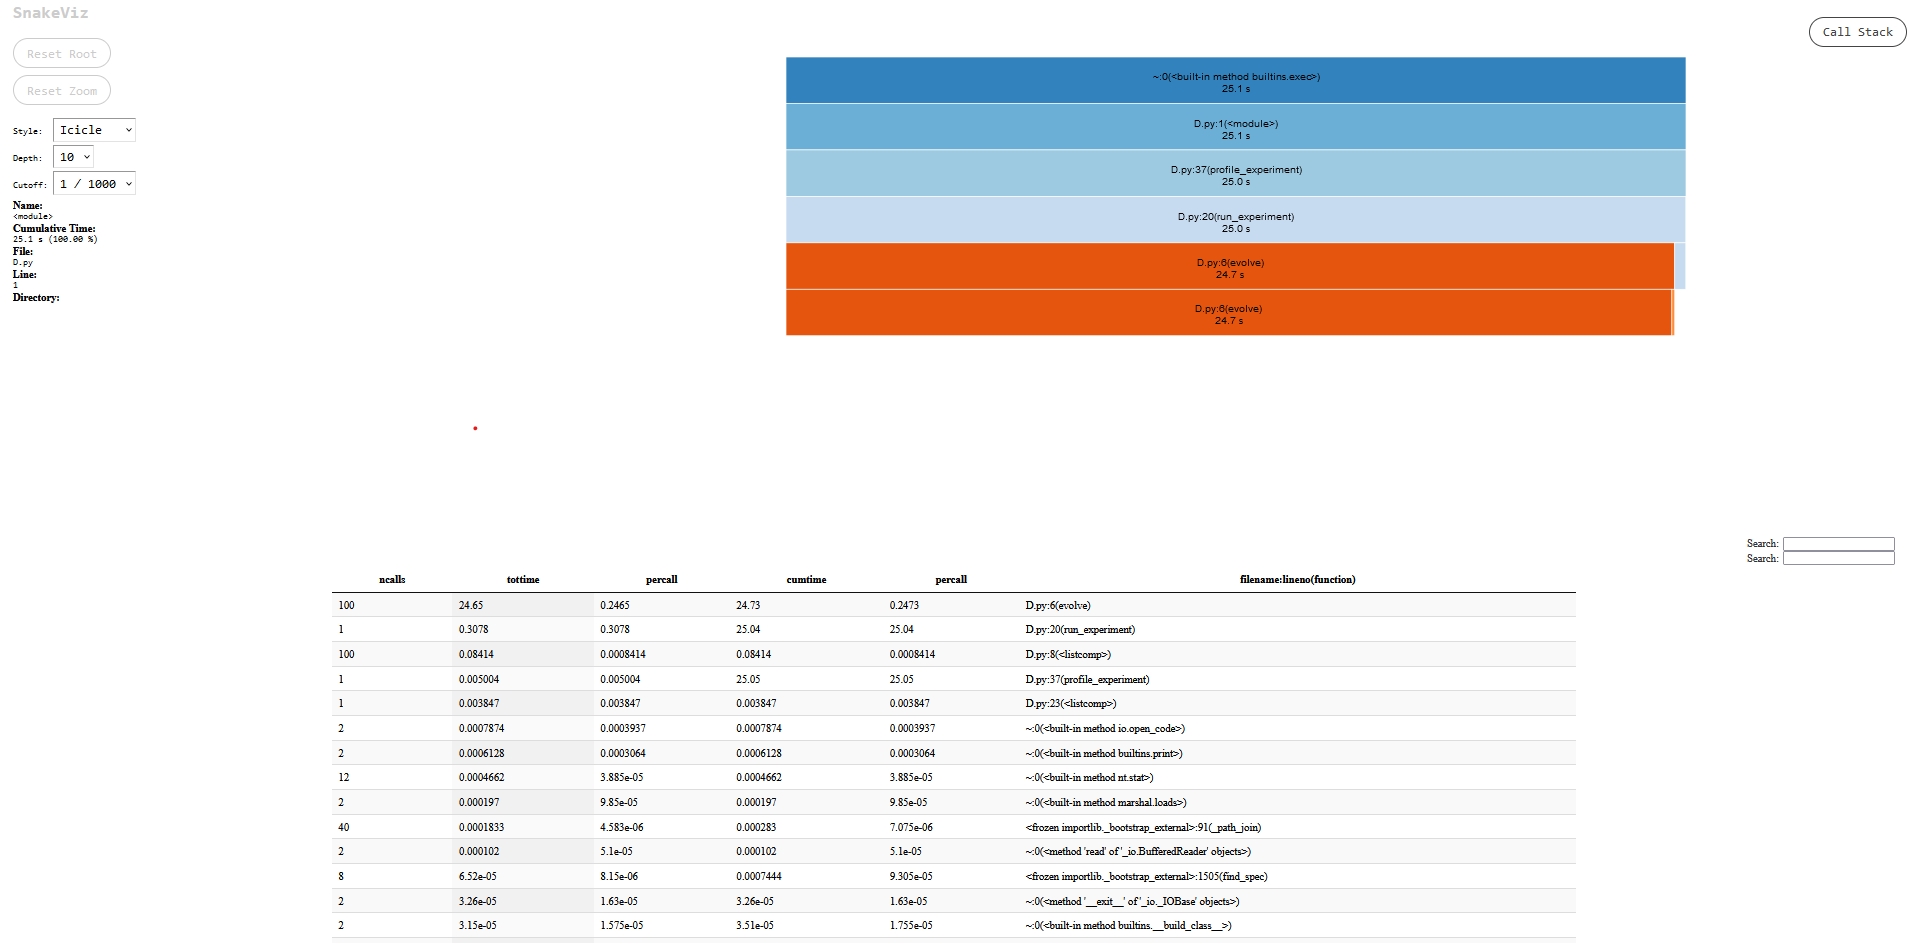 SnakeViz
Reset Root
Reset Zoom
Style: Icicle
Depth: 10
Cutoff: 1 / 1000
Name:
<module>
Cumulative Time:
25.1 s (100.00 %)
File:
D.py
Line:
1
Directory:
Call Stack
~:0(<built-in method builtins.exec>)
25.1 s
D.py:1(<module>)
25.1 s
D.py:37(profile_experiment)
25.0 s
D.py:20(run_experiment)
25.0 s
D.py:6(evolve)
24.7 s
D.py:6(evolve)
24.7 s
Search:
Search:
ncalls tottime percall cumtime percall filename:lineno(function)
100 24.65 0.2465 24.73 0.2473 D.py:6(evolve)
1 0.3078 0.3078 25.04 25.04 D.py:20(run_experiment)
100 0.08414 0.0008414 0.08414 0.0008414 D.py:8(<listcomp>)
1 0.005004 0.005004 25.05 25.05 D.py:37(profile_experiment)
1 0.003847 0.003847 0.003847 0.003847 D.py:23(<listcomp>)
2 0.0007874 0.0003937 0.0007874 0.0003937 ~:0(<built-in method io.open_code>)
2 0.0006128 0.0003064 0.0006128 0.0003064 ~:0(<built-in method builtins.print>)
12 0.0004662 3.885e-05 0.0004662 3.885e-05 ~:0(<built-in method nt.stat>)
2 0.000197 9.85e-05 0.000197 9.85e-05 ~:0(<built-in method marshal.loads>)
40 0.0001833 4.583e-06 0.000283 7.075e-06 <frozen importlib._bootstrap_external>:91(_path_join)
2 0.000102 5.1e-05 0.000102 5.1e-05 ~:0(<method 'read' of '_io.BufferedReader' objects>)
8 6.52e-05 8.15e-06 0.0007444 9.305e-05 <frozen importlib._bootstrap_external>:1505(find_spec)
2 3.26e-05 1.63e-05 3.26e-05 1.63e-05 ~:0(<method '__exit__' of '_io._IOBase' objects>)
2 3.15e-05 1.575e-05 3.51e-05 1.755e-05 ~:0(<built-in method builtins.__build_class__>)